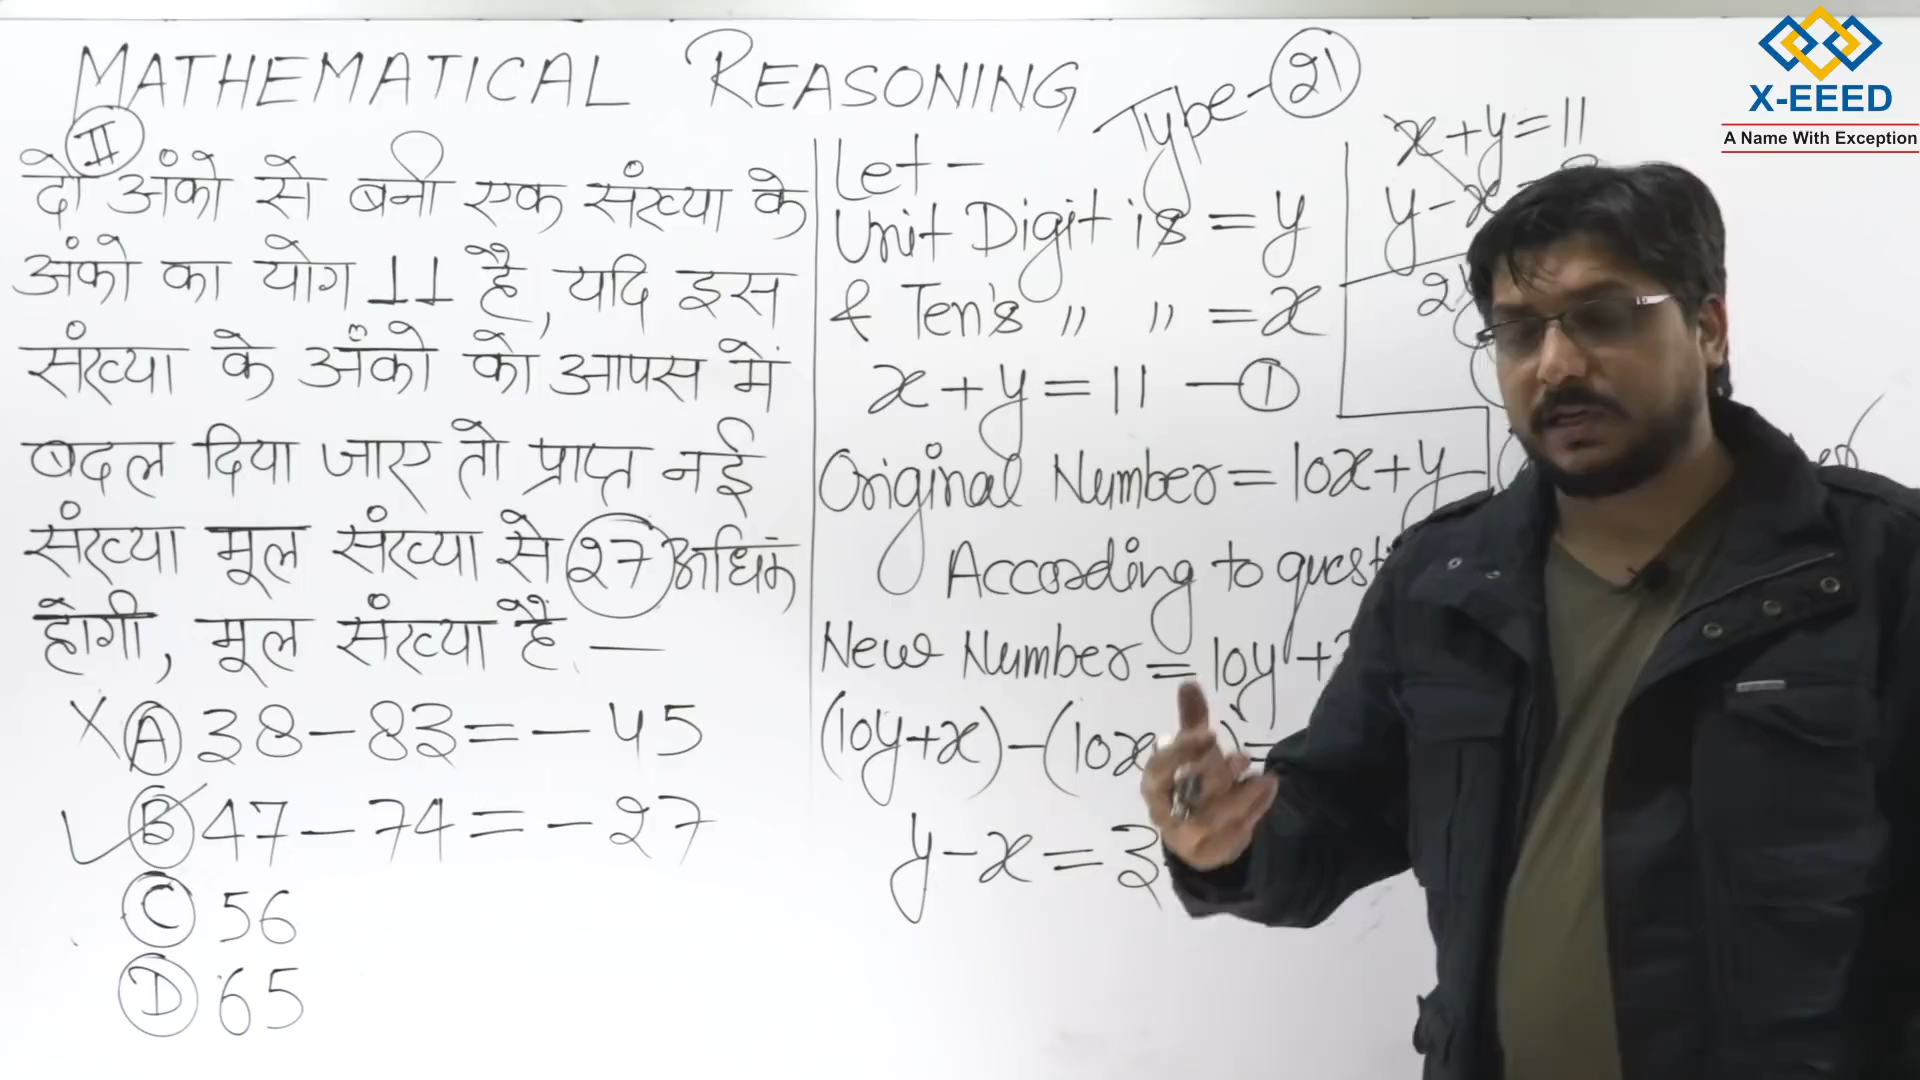 MATHEMATICAL REASONING
Type-21
II
दो अंको से बनी एक संख्या के
अंको का योग 11 है, यदि इस
संख्या के अंको को आपस में
बदल दिया जाए तो प्राप्त नई
संख्या मूल संख्या से 27 अधिक
होगी, मूल संख्या है —
X A 38-83=-45
B 47-74=-27
C 56
D 65
Let-
Unit Digit is = y
& Ten's " " = x
x+y=11 -1
Original Number=10x+y
According to
New Number=10y+
(10y+x)-(10x
y-x=3
x+y=11
y-x
X-EEED
A Name With Exception